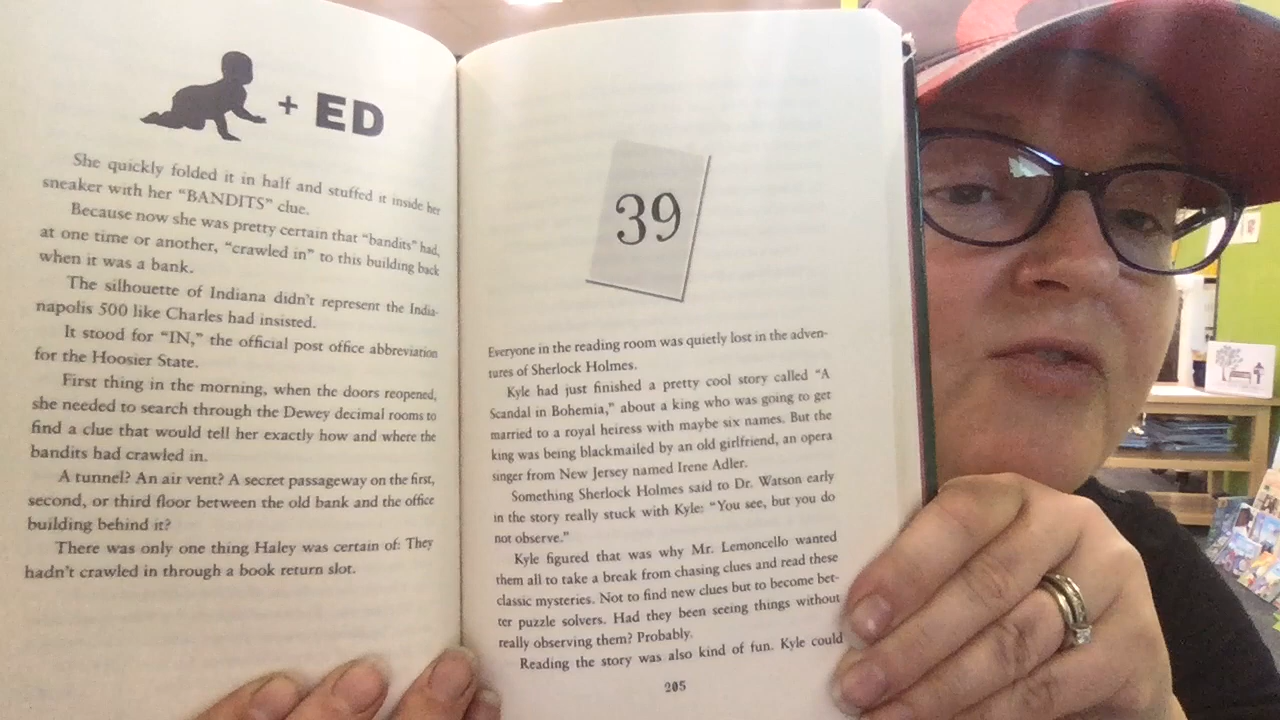 + ED
She quickly folded it in half and stuffed it inside her
sneaker with her “BANDITS” clue.
Because now she was pretty certain that “bandits” had,
at one time or another, “crawled in” to this building back
when it was a bank.
The silhouette of Indiana didn’t represent the India-
napolis 500 like Charles had insisted.
It stood for “IN,” the official post office abbreviation
for the Hoosier State.
First thing in the morning, when the doors reopened,
she needed to search through the Dewey decimal rooms to
find a clue that would tell her exactly how and where the
bandits had crawled in.
A tunnel? An air vent? A secret passageway on the first,
second, or third floor between the old bank and the office
building behind it?
There was only one thing Haley was certain of: They
hadn’t crawled in through a book return slot.
39
Everyone in the reading room was quietly lost in the adven-
tures of Sherlock Holmes.
Kyle had just finished a pretty cool story called “A
Scandal in Bohemia,” about a king who was going to get
married to a royal heiress with maybe six names. But the
king was being blackmailed by an old girlfriend, an opera
singer from New Jersey named Irene Adler.
Something Sherlock Holmes said to Dr. Watson early
in the story really stuck with Kyle: “You see, but you do
not observe.”
Kyle figured that was why Mr. Lemoncello wanted
them all to take a break from chasing clues and read these
classic mysteries. Not to find new clues but to become bet-
ter puzzle solvers. Had they been seeing things without
really observing them? Probably.
Reading the story was also kind of fun. Kyle could
205